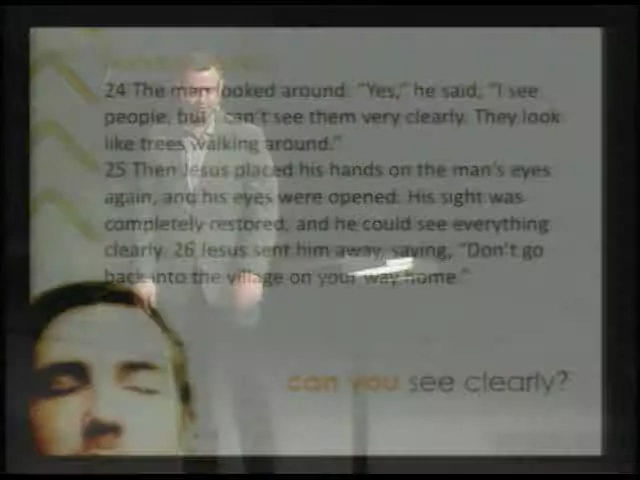 24 The man looked around. "Yes," he said, "I see
people, but I can't see them very clearly. They look
like trees walking around."
25 Then Jesus placed his hands on the man's eyes
again, and his eyes were opened. His sight was
completely restored, and he could see everything
clearly. 26 Jesus sent him away, saying, "Don't go
back into the village on your way home."
can you see clearly?